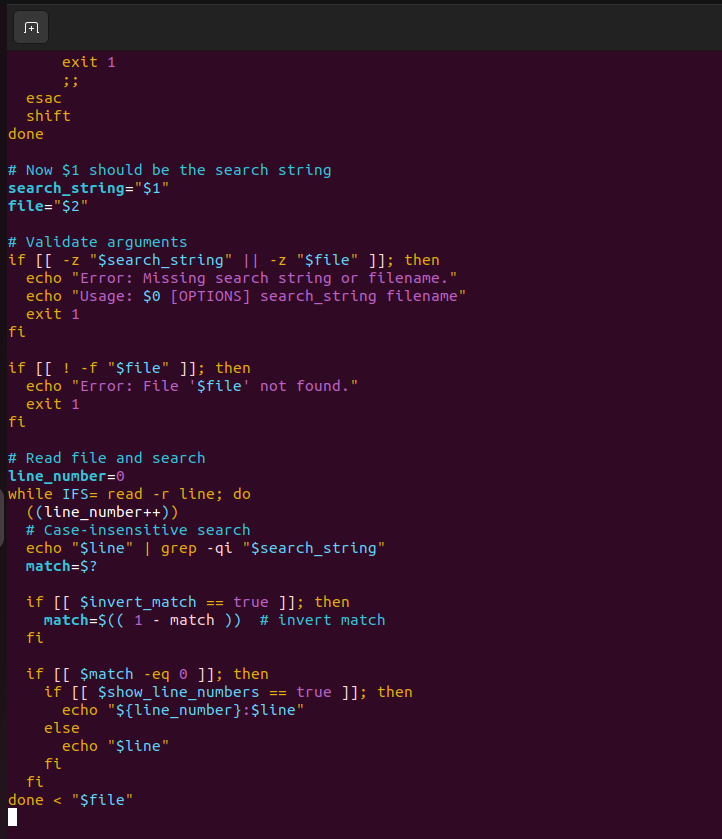 exit 1
      ;;
  esac
  shift
done

# Now $1 should be the search string
search_string="$1"
file="$2"

# Validate arguments
if [[ -z "$search_string" || -z "$file" ]]; then
  echo "Error: Missing search string or filename."
  echo "Usage: $0 [OPTIONS] search_string filename"
  exit 1
fi

if [[ ! -f "$file" ]]; then
  echo "Error: File '$file' not found."
  exit 1
fi

# Read file and search
line_number=0
while IFS= read -r line; do
  ((line_number++))
  # Case-insensitive search
  echo "$line" | grep -qi "$search_string"
  match=$?

  if [[ $invert_match == true ]]; then
    match=$(( 1 - match ))  # invert match
  fi

  if [[ $match -eq 0 ]]; then
    if [[ $show_line_numbers == true ]]; then
      echo "${line_number}:$line"
    else
      echo "$line"
    fi
  fi
done < "$file"